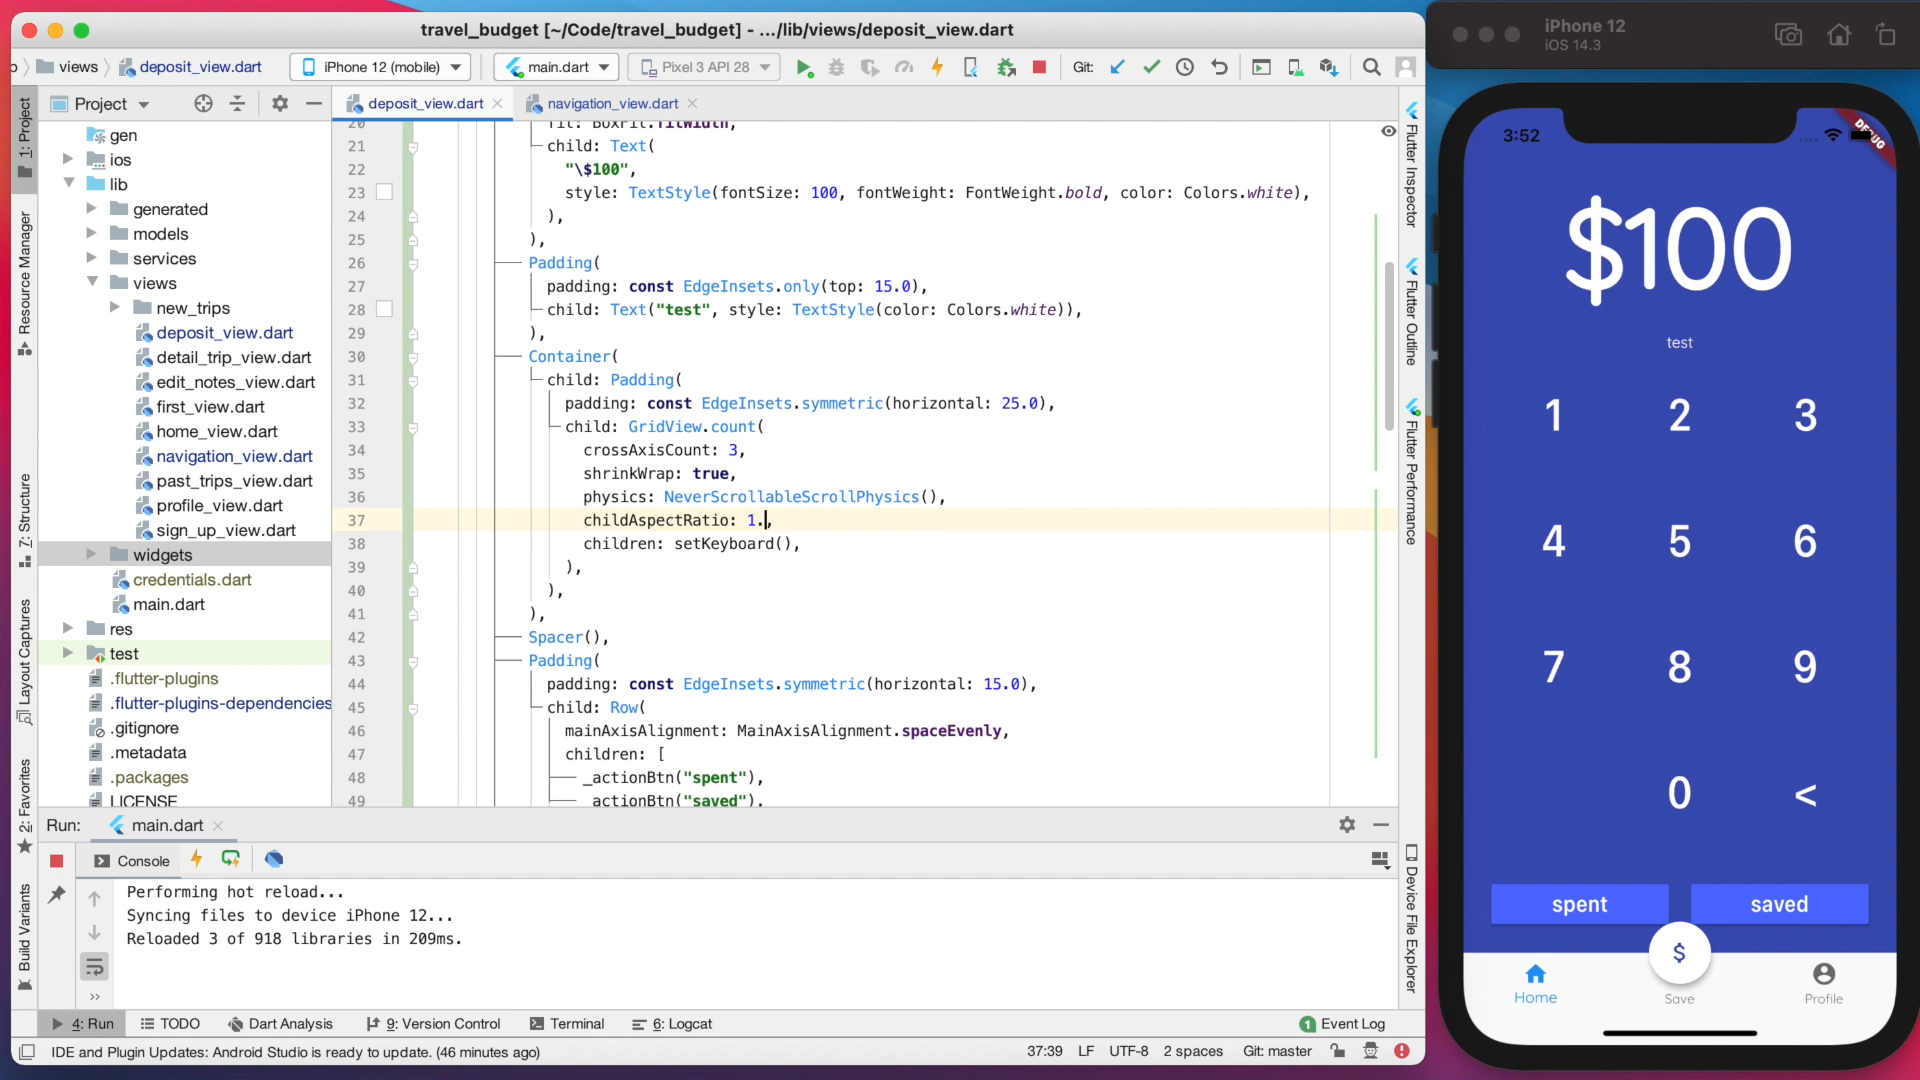 travel_budget [~/Code/travel_budget] - .../lib/views/deposit_view.dart
views
deposit_view.dart
iPhone 12 (mobile)
main.dart
Pixel 3 API 28
Git:
1: Project
Resource Manager
7: Structure
Layout Captures
2: Favorites
Build Variants
Project
deposit_view.dart
navigation_view.dart
gen
ios
lib
generated
models
services
views
new_trips
deposit_view.dart
detail_trip_view.dart
edit_notes_view.dart
first_view.dart
home_view.dart
navigation_view.dart
past_trips_view.dart
profile_view.dart
sign_up_view.dart
widgets
credentials.dart
main.dart
res
test
.flutter-plugins
.flutter-plugins-dependencies
.gitignore
.metadata
.packages
LICENSE
20 fit: BoxFit.fitWidth,
21 child: Text(
22 "\$100",
23 style: TextStyle(fontSize: 100, fontWeight: FontWeight.bold, color: Colors.white),
24 ),
25 ),
26 Padding(
27 padding: const EdgeInsets.only(top: 15.0),
28 child: Text("test", style: TextStyle(color: Colors.white)),
29 ),
30 Container(
31 child: Padding(
32 padding: const EdgeInsets.symmetric(horizontal: 25.0),
33 child: GridView.count(
34 crossAxisCount: 3,
35 shrinkWrap: true,
36 physics: NeverScrollableScrollPhysics(),
37 childAspectRatio: 1.,
38 children: setKeyboard(),
39 ),
40 ),
41 ),
42 Spacer(),
43 Padding(
44 padding: const EdgeInsets.symmetric(horizontal: 15.0),
45 child: Row(
46 mainAxisAlignment: MainAxisAlignment.spaceEvenly,
47 children: [
48 _actionBtn("spent"),
49 _actionBtn("saved"),
Flutter Inspector
Flutter Outline
Flutter Performance
Device File Explorer
Run:
main.dart
Console
Performing hot reload...
Syncing files to device iPhone 12...
Reloaded 3 of 918 libraries in 209ms.
4: Run
TODO
Dart Analysis
9: Version Control
Terminal
6: Logcat
1 Event Log
IDE and Plugin Updates: Android Studio is ready to update. (46 minutes ago)
37:39
LF
UTF-8
2 spaces
Git: master
iPhone 12
iOS 14.3
3:52
DEBUG
$100
test
1 2 3
4 5 6
7 8 9
0 <
spent
saved
$
Home
Save
Profile